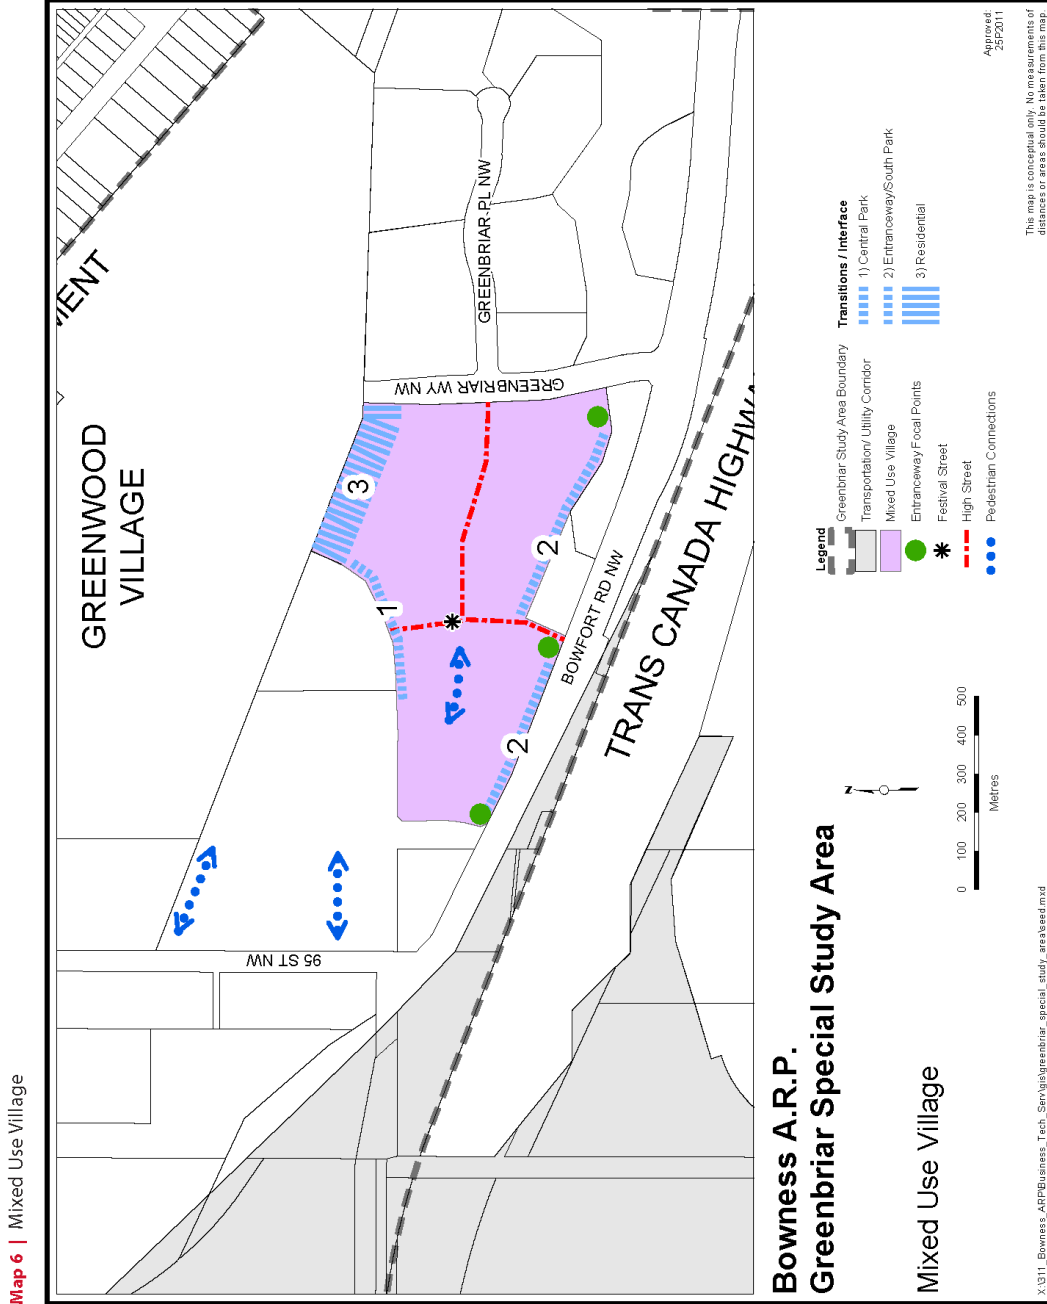 Map 6 | Mixed Use Village
MENT
GREENWOOD
VILLAGE
GREENBRIAR PL NW
GREENBRIAR WY NW
3
1
2
2
BOWFORT RD NW
TRANS CANADA HIGHWA
95 ST NW
Bowness A.R.P.
Greenbriar Special Study Area
Mixed Use Village
N
0 100 200 300 400 500
Metres
Legend
Greenbriar Study Area Boundary
Transportation/ Utility Corridor
Mixed Use Village
Entranceway Focal Points
Festival Street
High Street
Pedestrian Connections
Transitions / Interface
1) Central Park
2) Entranceway/South Park
3) Residential
Approved:
25P2011
This map is conceptual only. No measurements of
distances or areas should be taken from this map.
X:\311_Bowness_ARP\Business_Tech_Serv\gis\greenbriar_special_study_area\seed.mxd